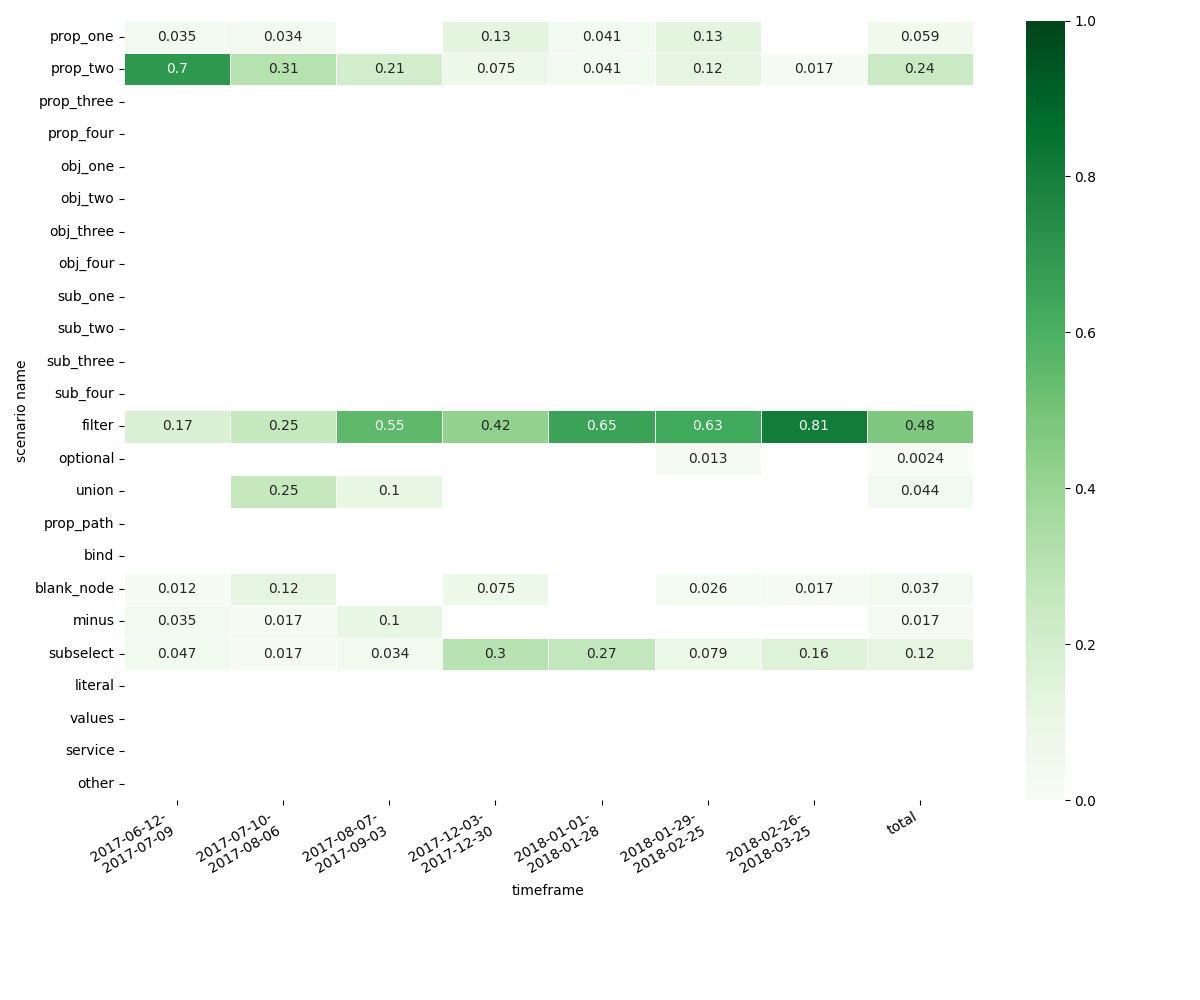 prop_one 0.035 0.034 0.13 0.041 0.13 0.059
prop_two 0.7 0.31 0.21 0.075 0.041 0.12 0.017 0.24
prop_three
prop_four
obj_one
obj_two
obj_three
obj_four
sub_one
sub_two
sub_three
sub_four
filter 0.17 0.25 0.55 0.42 0.65 0.63 0.81 0.48
optional 0.013 0.0024
union 0.25 0.1 0.044
prop_path
bind
blank_node 0.012 0.12 0.075 0.026 0.017 0.037
minus 0.035 0.017 0.1 0.017
subselect 0.047 0.017 0.034 0.3 0.27 0.079 0.16 0.12
literal
values
service
other
scenario name
2017-06-12-
2017-07-09
2017-07-10-
2017-08-06
2017-08-07-
2017-09-03
2017-12-03-
2017-12-30
2018-01-01-
2018-01-28
2018-01-29-
2018-02-25
2018-02-26-
2018-03-25
total
timeframe
1.0
0.8
0.6
0.4
0.2
0.0